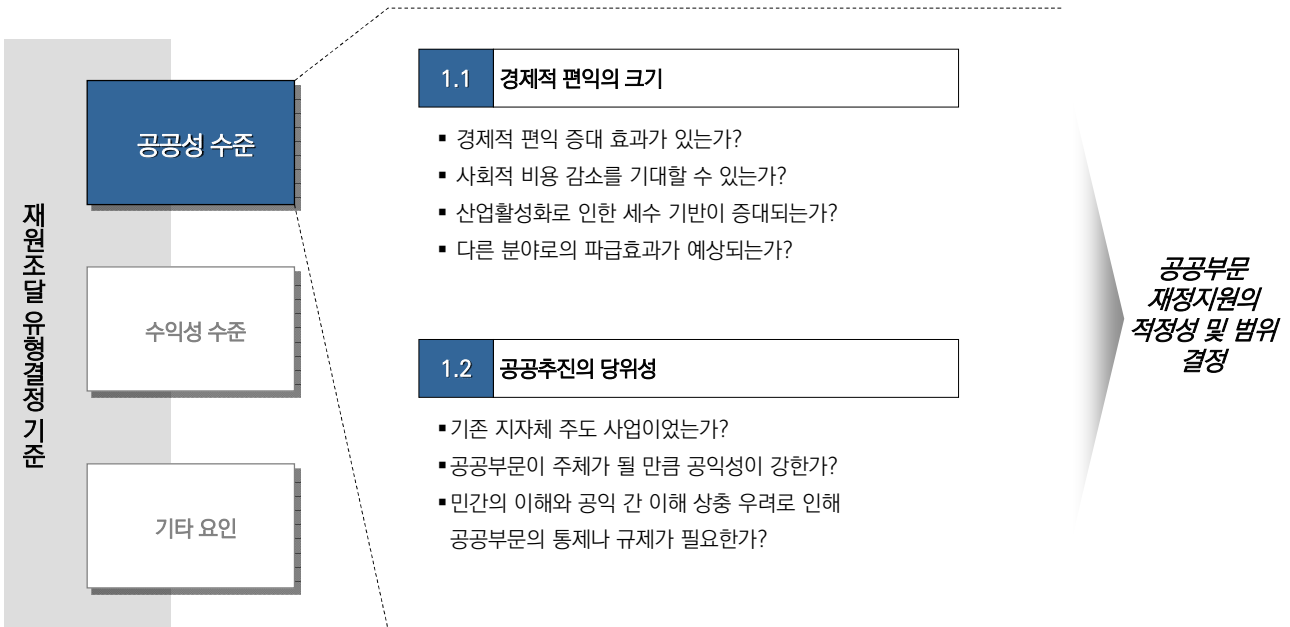 재원조달 유형결정 기준
공공성 수준
수익성 수준
기타 요인
1.1 경제적 편익의 크기
▪ 경제적 편익 증대 효과가 있는가?
▪ 사회적 비용 감소를 기대할 수 있는가?
▪ 산업활성화로 인한 세수 기반이 증대되는가?
▪ 다른 분야로의 파급효과가 예상되는가?
1.2 공공추진의 당위성
▪ 기존 지자체 주도 사업이었는가?
▪ 공공부문이 주체가 될 만큼 공익성이 강한가?
▪ 민간의 이해와 공익 간 이해 상충 우려로 인해
공공부문의 통제나 규제가 필요한가?
공공부문
재정지원의
적정성 및 범위
결정